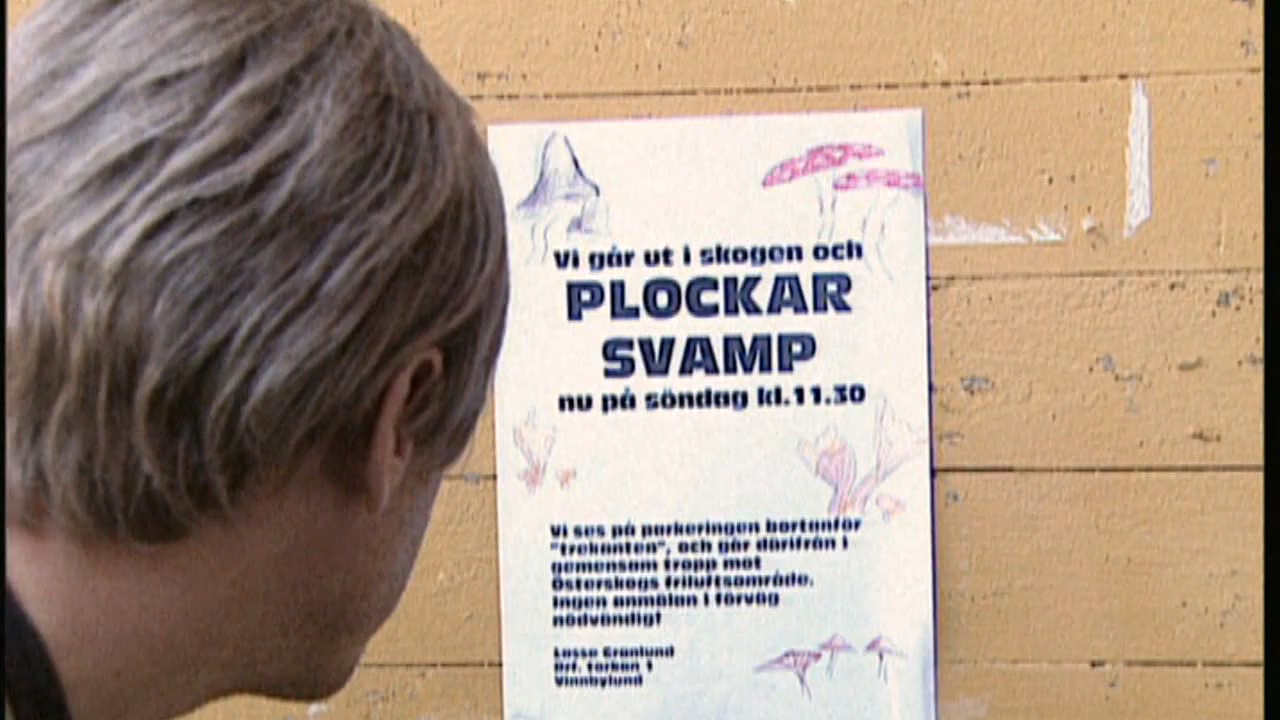 Vi går ut i skogen och
PLOCKAR
SVAMP
nu på söndag kl.11.30
Vi ses på parkeringen bortanför
"trekanten", och går därifrån i
gemensam tropp mot
Österskogs friluftsområde.
Ingen anmälan i förväg
nödvändig!
Lasse Granlund
Vinnbylund